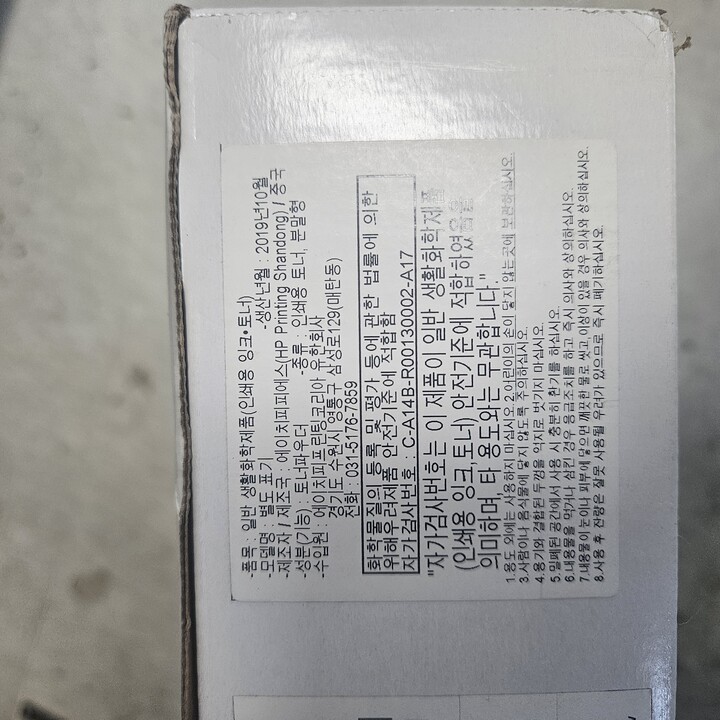 -품목 : 일반 생활화학제품(인쇄용 잉크•토너)
-모델명 : 별도 표기 -생산년월 : 2019년10월
-제조자 / 제조국 : 에이치피피에스(HP Printing Shandong) / 중국
-성분(기능) : 토너파우더 -종류 : 인쇄용 토너, 분말형
-수입원 : 에이치피프린팅코리아 유한회사
경기도 수원시 영통구 삼성로129(매탄동)
전화 : 031-5176-7859
화학물질의 등록 및 평가 등에 관한 법률에 의한
위해우려제품 안전기준에 적합함
자가검사번호 : C-A14B-R00130002-A17
"자가검사번호는 이 제품이 일반 생활화학제품
(인쇄용 잉크,토너) 안전기준에 적합하였음을
의미하며, 타 용도와는 무관합니다."
1.용도 외에는 사용하지 마십시오. 2.어린이의 손이 닿지 않는곳에 보관하십시오.
3.사람이나 음식물에 닿지 않도록 주의하십시오.
4.용기와 결합된 두껑을 억지로 벗기지 마십시오.
5.밀폐된 공간에서 사용 시 충분히 환기를 하십시오.
6.내용물을 먹거나 삼킨 경우 응급조치를 하고 즉시 의사와 상의하십시오.
7.내용물이 눈이나 피부에 닿으면 깨끗한 물로 씻고, 이상이 있을 경우 의사와 상의하십시오.
8.사용 후 잔량은 잘못 사용될 우려가 있으므로 즉시 폐기하십시오.